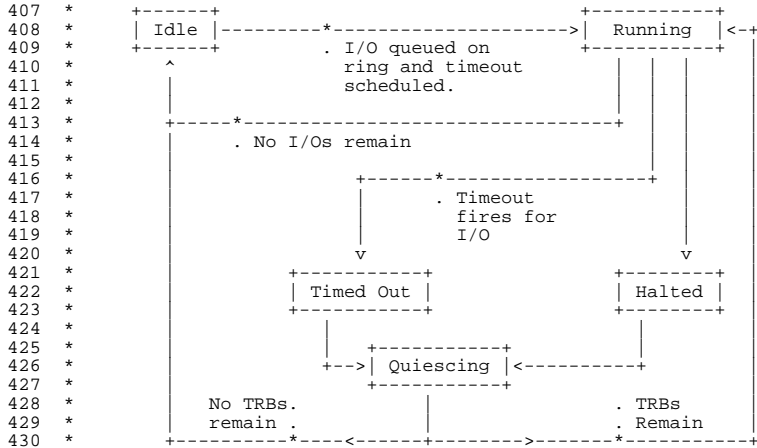 407 * +-------+ +-----------+
408 * | Idle |---------*---------------------->| Running |<-+
409 * +-------+ . I/O queued on +-----------+ |
410 * ^ ring and timeout | | | |
411 * | scheduled. | | | |
412 * | | | | |
413 * +-----*-----------------------------------+ | | |
414 * | . No I/Os remain | | |
415 * | | | |
416 * | +------*-------------------+ | |
417 * | | . Timeout | |
418 * | | fires for | |
419 * | | I/O | |
420 * | v v |
421 * | +------------+ +--------+ |
422 * | | Timed Out | | Halted | |
423 * | +------------+ +--------+ |
424 * | | | |
425 * | | +-----------+ | |
426 * | +-->| Quiescing |<----------+ |
427 * | +-----------+ |
428 * | No TRBs. | . TRBs |
429 * | remain . | . Remain |
430 * +-----------*----<------+-------->-------*-----------+